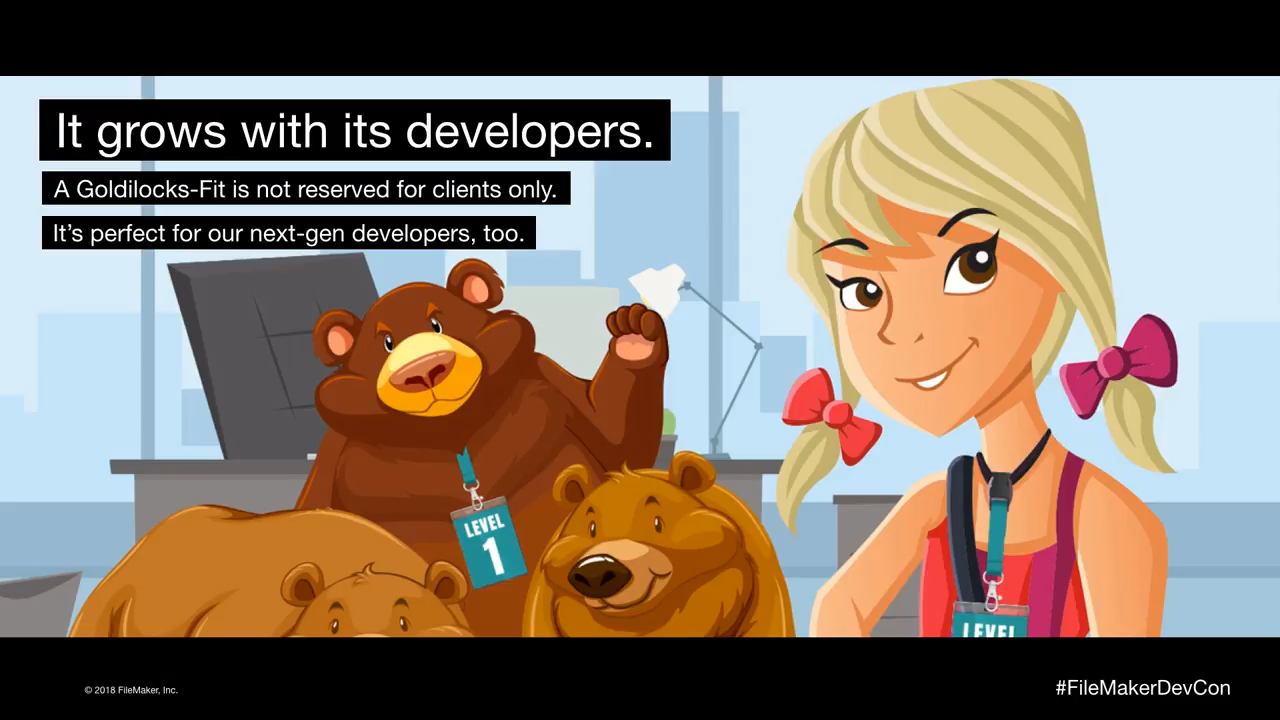 It grows with its developers.
A Goldilocks-Fit is not reserved for clients only.
It’s perfect for our next-gen developers, too.
LEVEL
1
LEVEL
© 2018 FileMaker, Inc.
#FileMakerDevCon